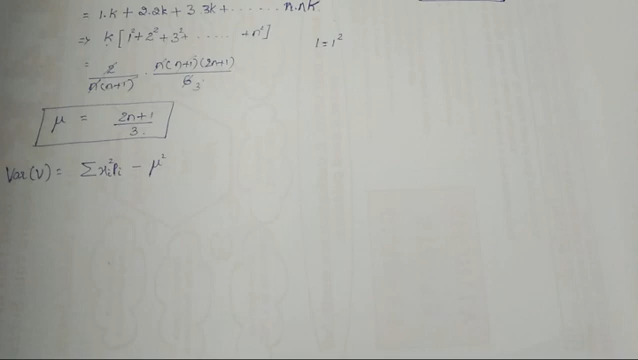 = 1.k + 2.2k + 3.3k + ....... n.nk.
⇒ k [1²+2²+3²+ ...... +n²]
1 = 1²
= 2/n(n+1) · n(n+1)(2n+1)/6 3
μ = 2n+1/3
Var(V) = Σxi²Pi − μ²